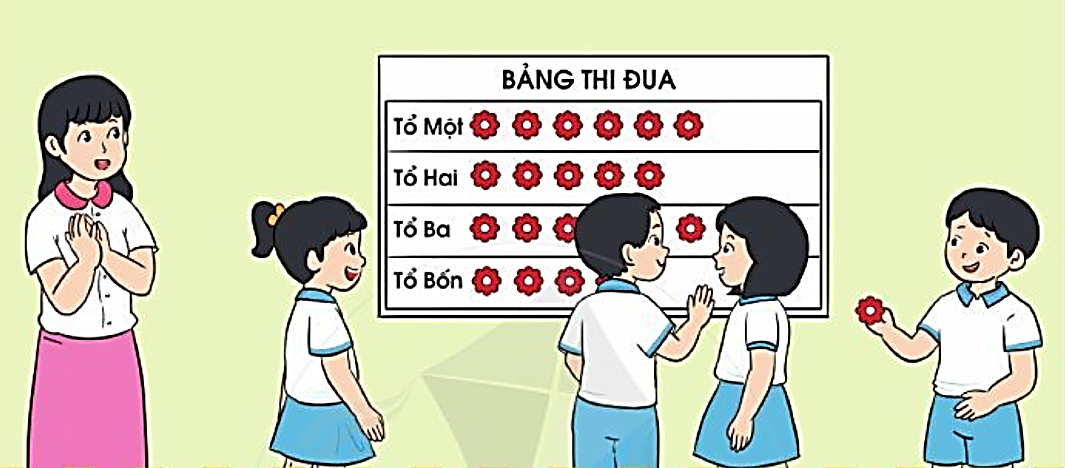 BẢNG THI ĐUA
Tổ Một
Tổ Hai
Tổ Ba
Tổ Bốn